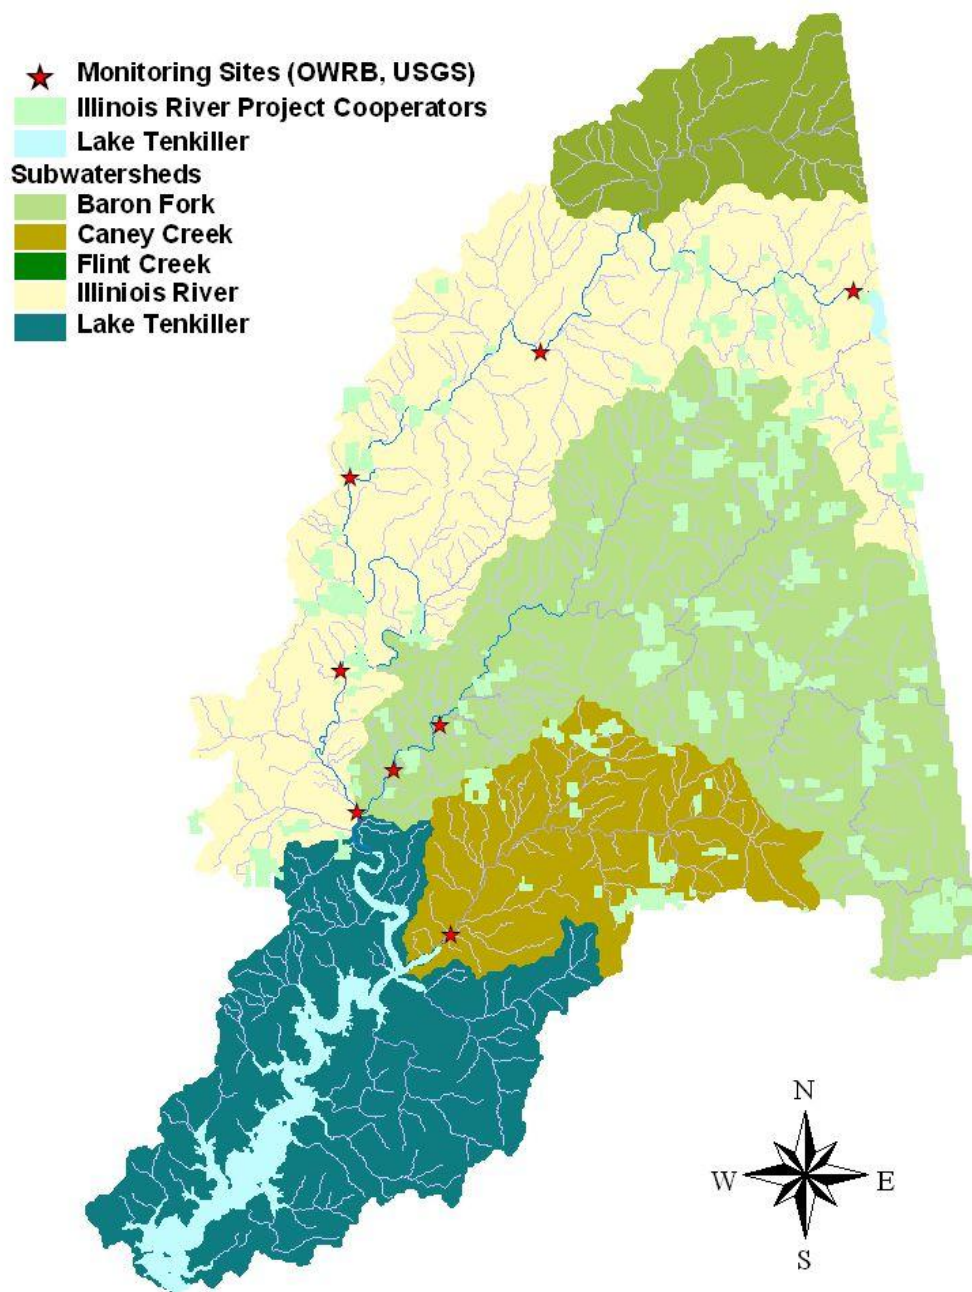 Monitoring Sites (OWRB, USGS)
Illinois River Project Cooperators
Lake Tenkiller
Subwatersheds
Baron Fork
Caney Creek
Flint Creek
Illiniois River
Lake Tenkiller
N
W E
S